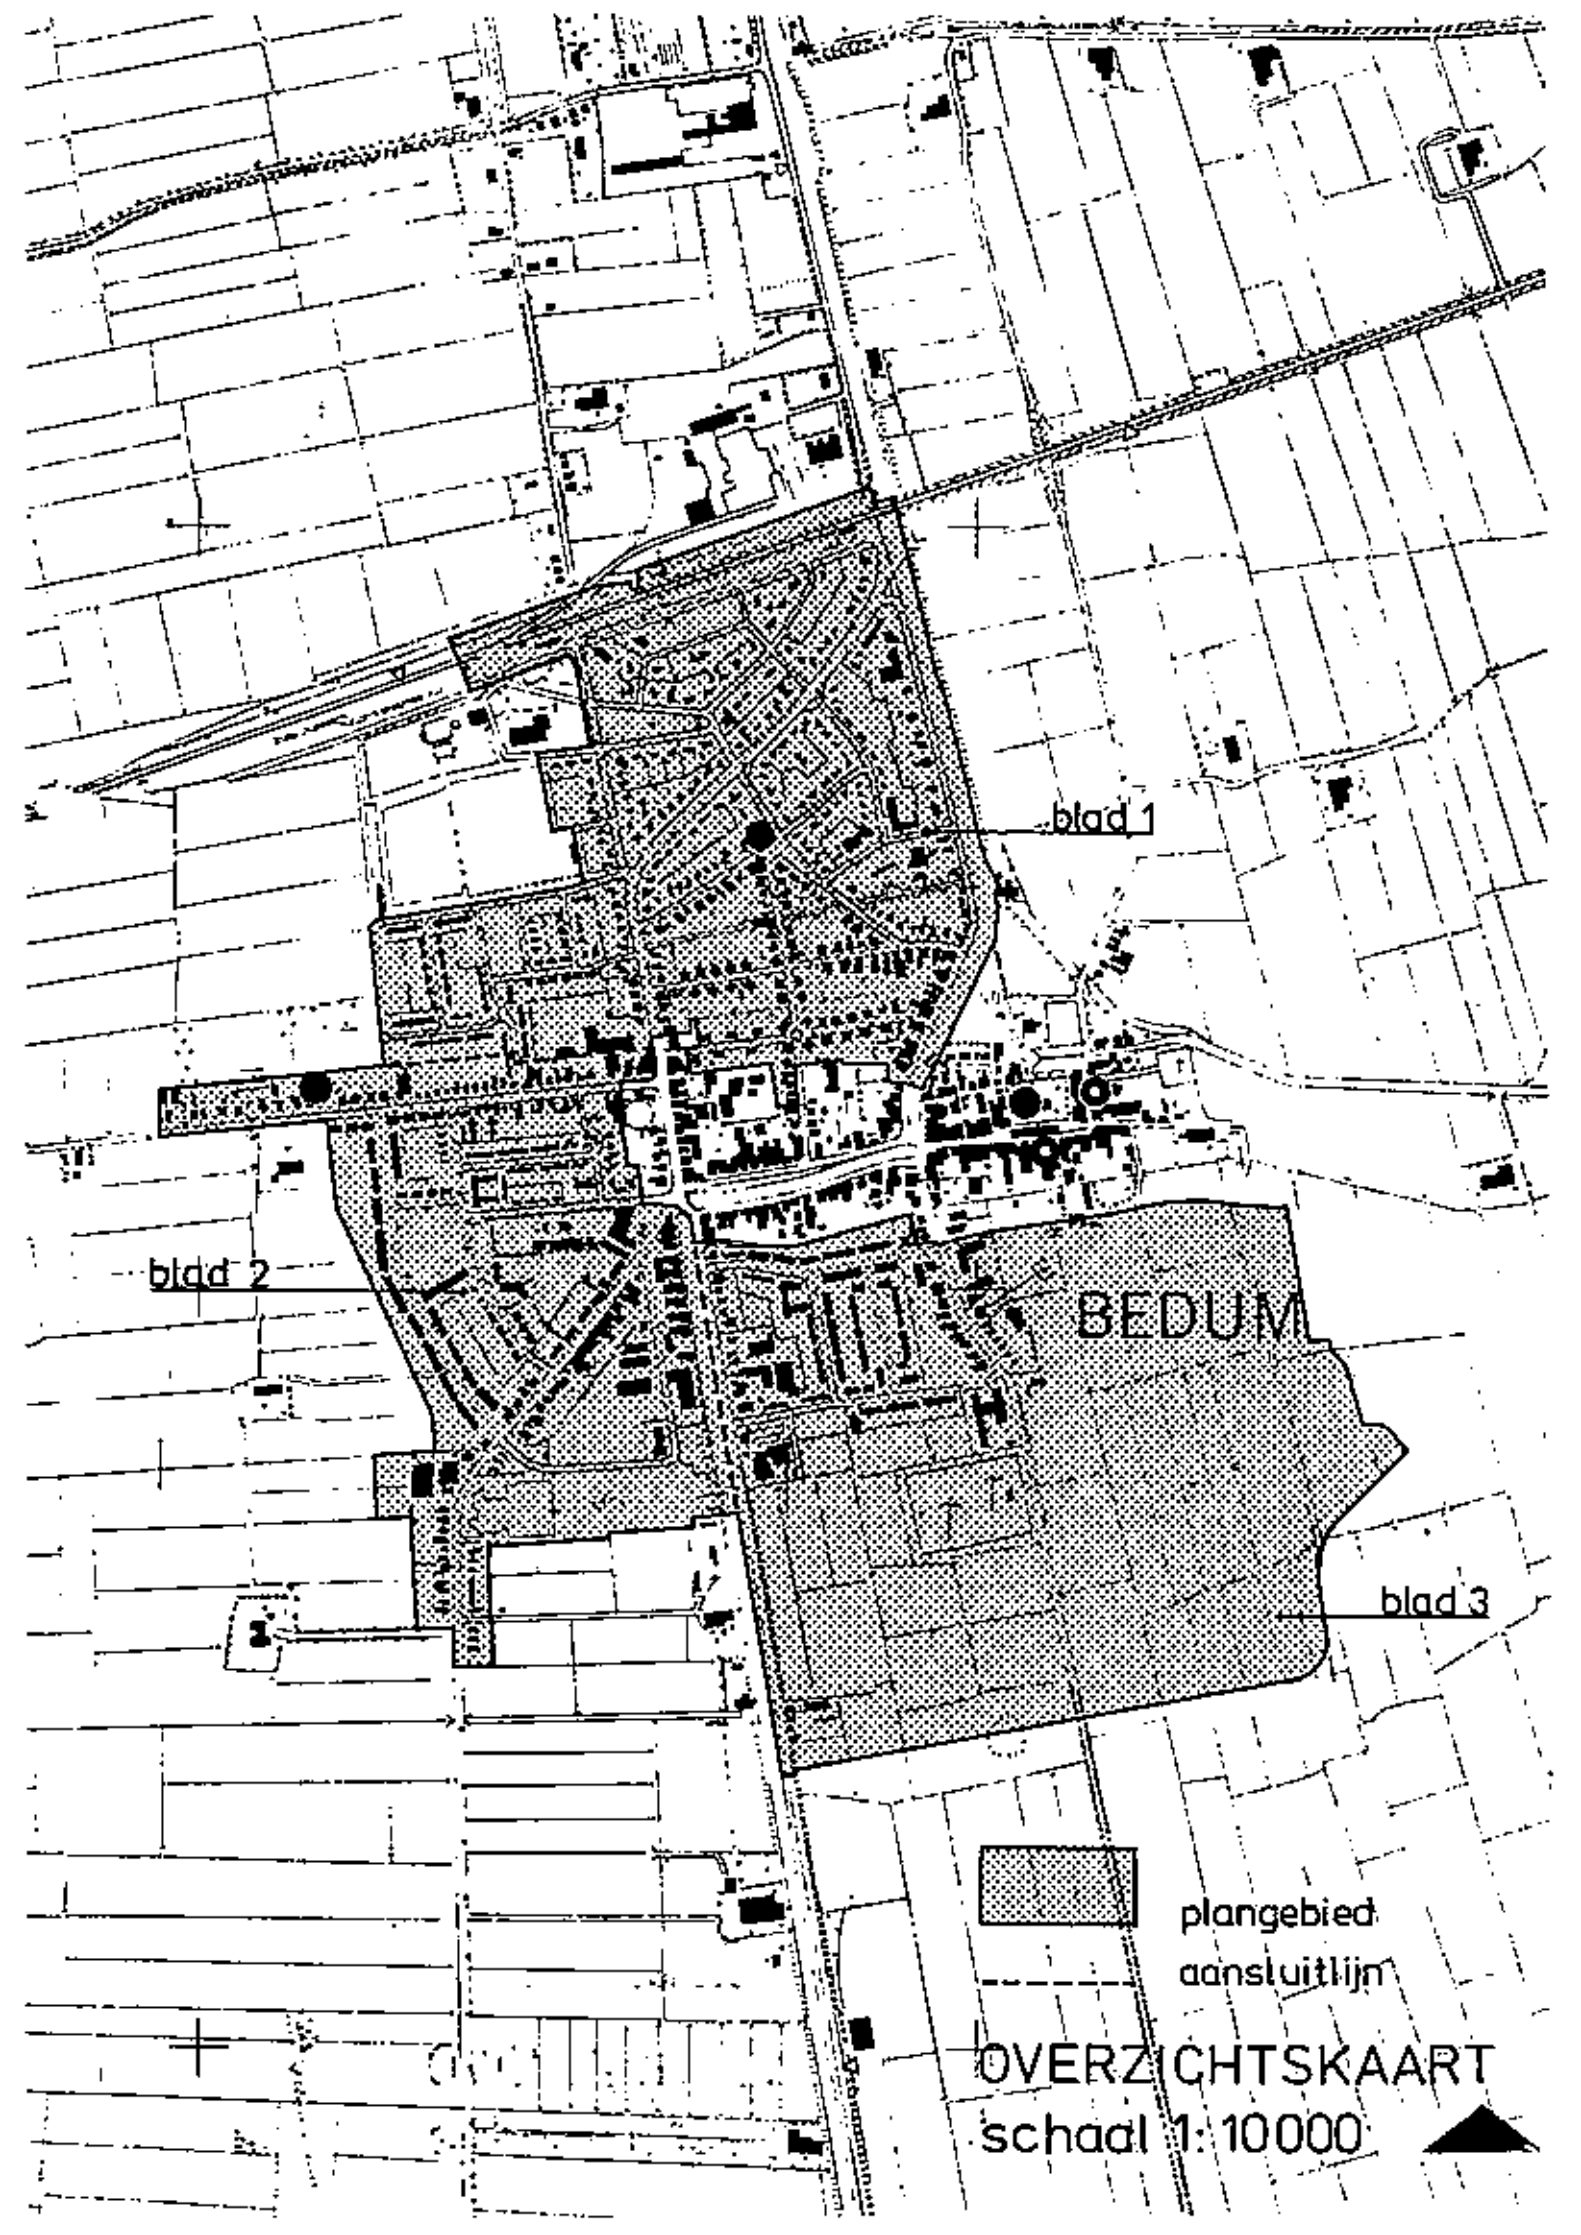 blad 1
blad 2
BEDUM
blad 3
plangebied
aansluitlijn
OVERZICHTSKAART
schaal 1: 10000